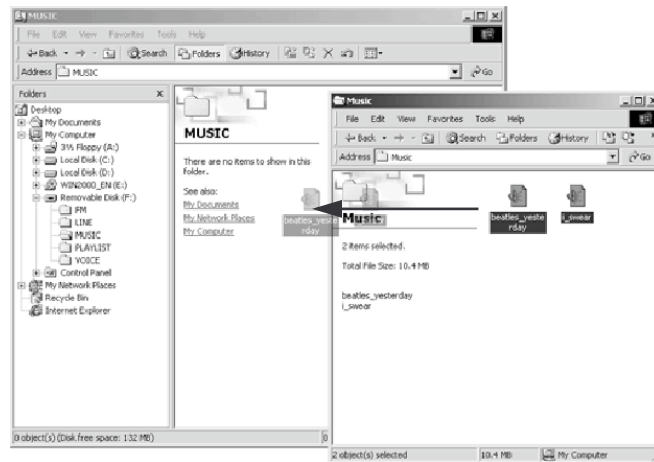 MUSIC
File Edit View Favorites Tools Help
Back Search Folders History
Address MUSIC Go
Folders x
Desktop
My Documents
My Computer
3½ Floppy (A:)
Local Disk (C:)
Local Disk (D:)
WIN2000_EN (E:)
Removable Disk (F:)
FM
LINE
MUSIC
PLAYLIST
VOICE
Control Panel
My Network Places
Recycle Bin
Internet Explorer
MUSIC
There are no items to show in this
folder.
See also:
My Documents
My Network Places
My Computer
beatles_yeste
rday
0 object(s) (Disk free space: 132 MB)
0
Music
File Edit View Favorites Tools Help
Back Search Folders History
Address Music Go
Music
2 items selected.
Total File Size: 10.4 MB
beatles_yesterday
i_swear
beatles_yeste
rday
i_swear
2 object(s) selected 10.4 MB My Computer